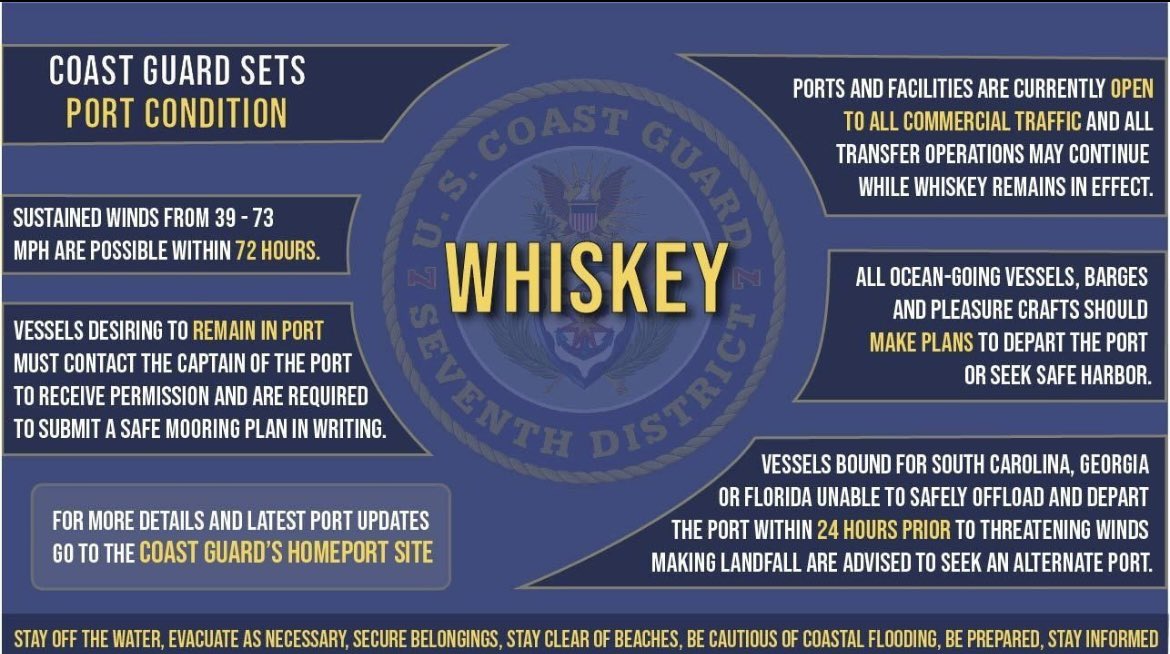 COAST GUARD SETS
PORT CONDITION
SUSTAINED WINDS FROM 39 - 73
MPH ARE POSSIBLE WITHIN 72 HOURS.
VESSELS DESIRING TO REMAIN IN PORT
MUST CONTACT THE CAPTAIN OF THE PORT
TO RECEIVE PERMISSION AND ARE REQUIRED
TO SUBMIT A SAFE MOORING PLAN IN WRITING.
FOR MORE DETAILS AND LATEST PORT UPDATES
GO TO THE COAST GUARD'S HOMEPORT SITE
U. S. COAST GUARD
WHISKEY
7 7
SEVENTH DISTRICT
PORTS AND FACILITIES ARE CURRENTLY OPEN
TO ALL COMMERCIAL TRAFFIC AND ALL
TRANSFER OPERATIONS MAY CONTINUE
WHILE WHISKEY REMAINS IN EFFECT.
ALL OCEAN-GOING VESSELS, BARGES
AND PLEASURE CRAFTS SHOULD
MAKE PLANS TO DEPART THE PORT
OR SEEK SAFE HARBOR.
VESSELS BOUND FOR SOUTH CAROLINA, GEORGIA
OR FLORIDA UNABLE TO SAFELY OFFLOAD AND DEPART
THE PORT WITHIN 24 HOURS PRIOR TO THREATENING WINDS
MAKING LANDFALL ARE ADVISED TO SEEK AN ALTERNATE PORT.
STAY OFF THE WATER, EVACUATE AS NECESSARY, SECURE BELONGINGS, STAY CLEAR OF BEACHES, BE CAUTIOUS OF COASTAL FLOODING, BE PREPARED, STAY INFORMED